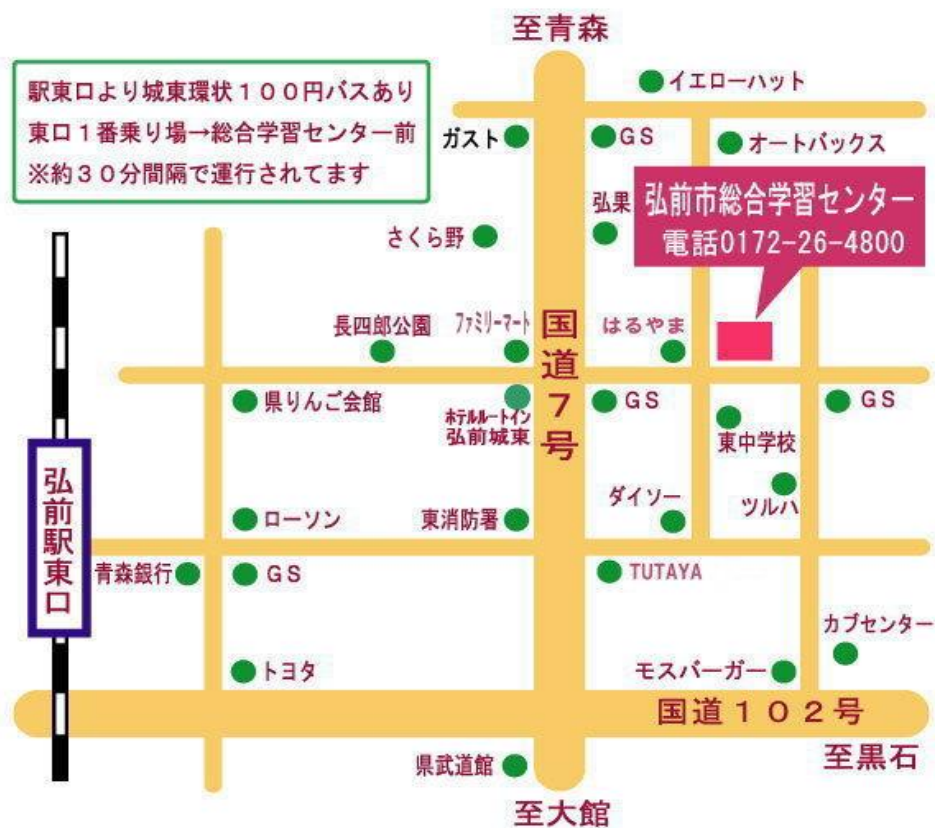 至青森
駅東口より城東環状100円バスあり
東口1番乗り場→総合学習センター前
※約30分間隔で運行されてます
イエローハット
ガスト
GS
オートバックス
弘果
弘前市総合学習センター
電話0172-26-4800
さくら野
長四郎公園
ファミリーマート
国道7号
はるやま
県りんご会館
ホテルルートイン
弘前城東
GS
東中学校
GS
弘前駅東口
ローソン
東消防署
ダイソー
ツルハ
青森銀行
GS
TUTAYA
カブセンター
トヨタ
モスバーガー
国道102号
県武道館
至黒石
至大館